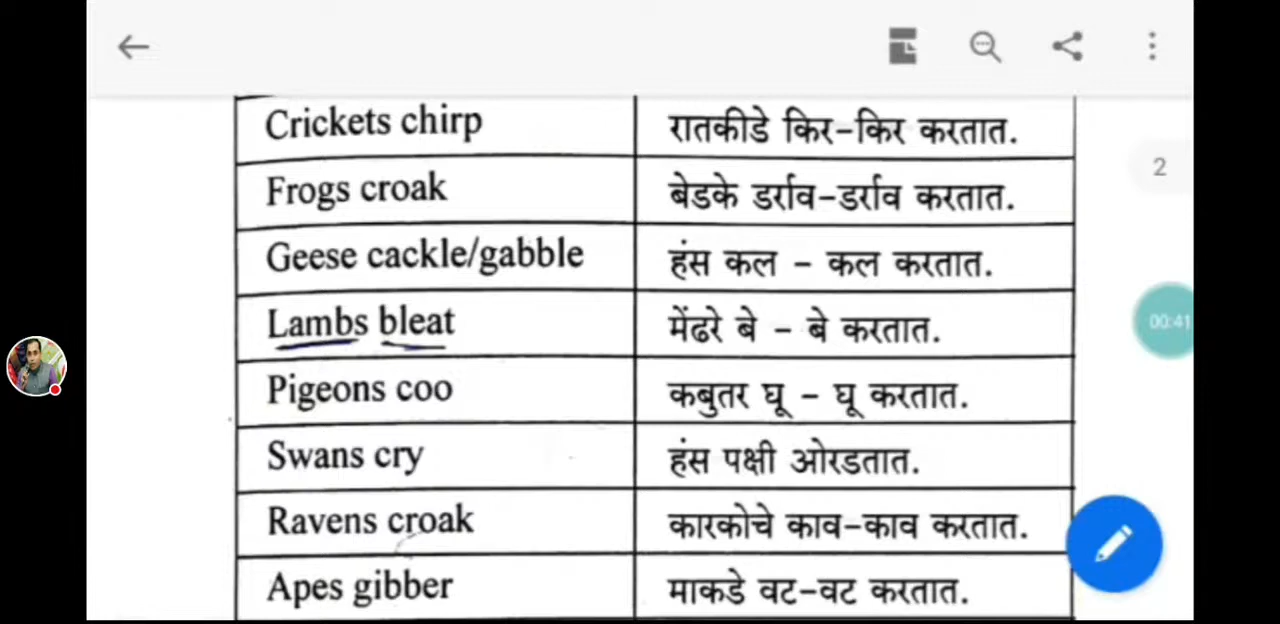 2
Crickets chirp रातकीडे किर-किर करतात.
Frogs croak बेडके डर्राव-डर्राव करतात.
Geese cackle/gabble हंस कल - कल करतात.
Lambs bleat मेंढरे बे - बे करतात.
00:41
Pigeons coo कबुतर घू - घू करतात.
Swans cry हंस पक्षी ओरडतात.
Ravens croak कारकोचे काव-काव करतात.
Apes gibber माकडे वट-वट करतात.